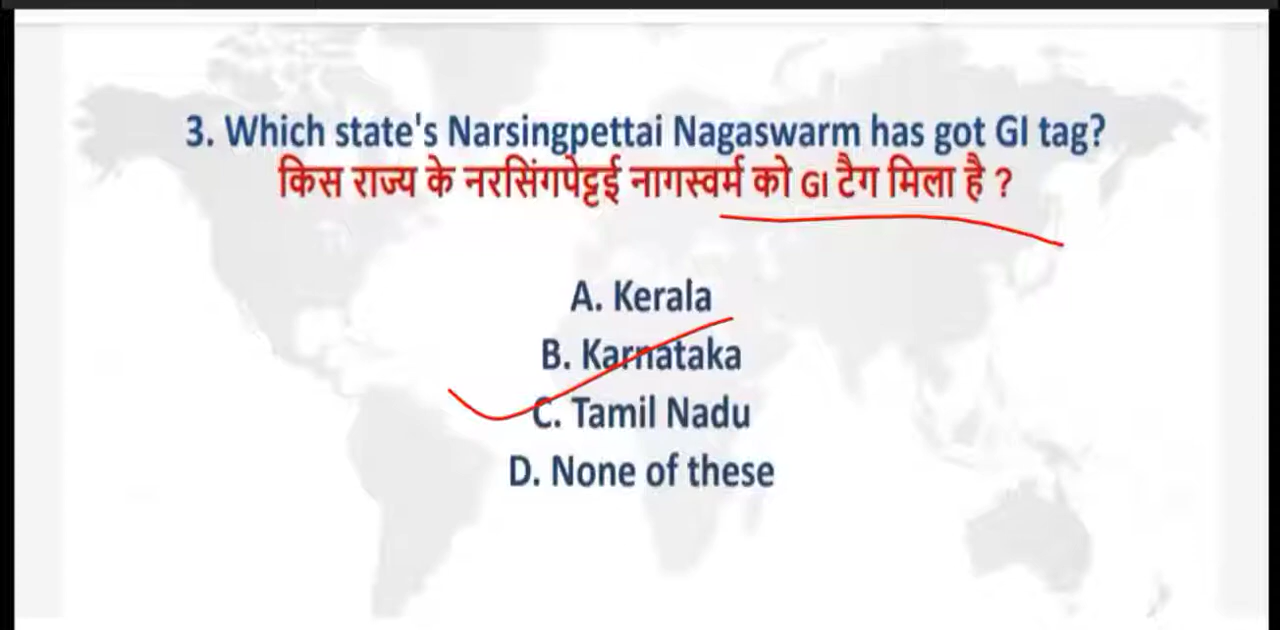 3. Which state's Narsingpettai Nagaswarm has got GI tag?
किस राज्य के नरसिंगपेट्टई नागस्वर्म को GI टैग मिला है ?
A. Kerala
B. Karnataka
C. Tamil Nadu
D. None of these